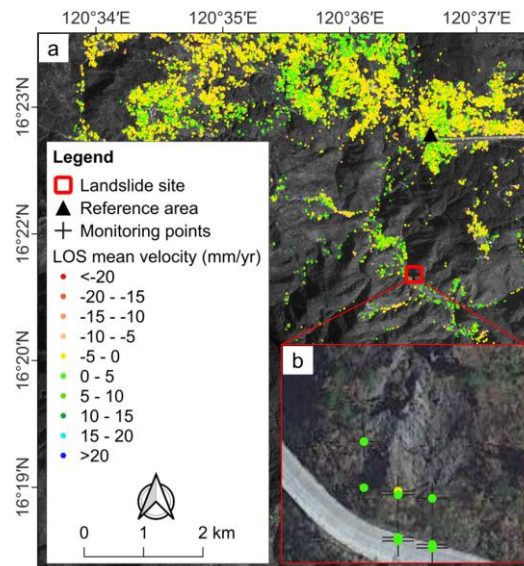 120°34'E 120°35'E 120°36'E 120°37'E
a
16°23'N
16°22'N
16°20'N
16°19'N
Legend
Landslide site
Reference area
Monitoring points
LOS mean velocity (mm/yr)
<-20
-20 - -15
-15 - -10
-10 - -5
-5 - 0
0 - 5
5 - 10
10 - 15
15 - 20
>20
0 1 2 km
b